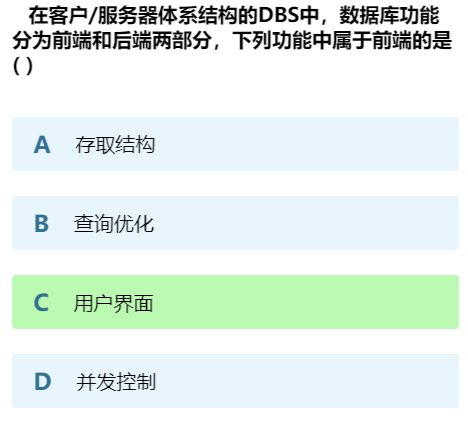 在客户/服务器体系结构的DBS中，数据库功能
分为前端和后端两部分，下列功能中属于前端的是
( )
A 存取结构
B 查询优化
C 用户界面
D 并发控制